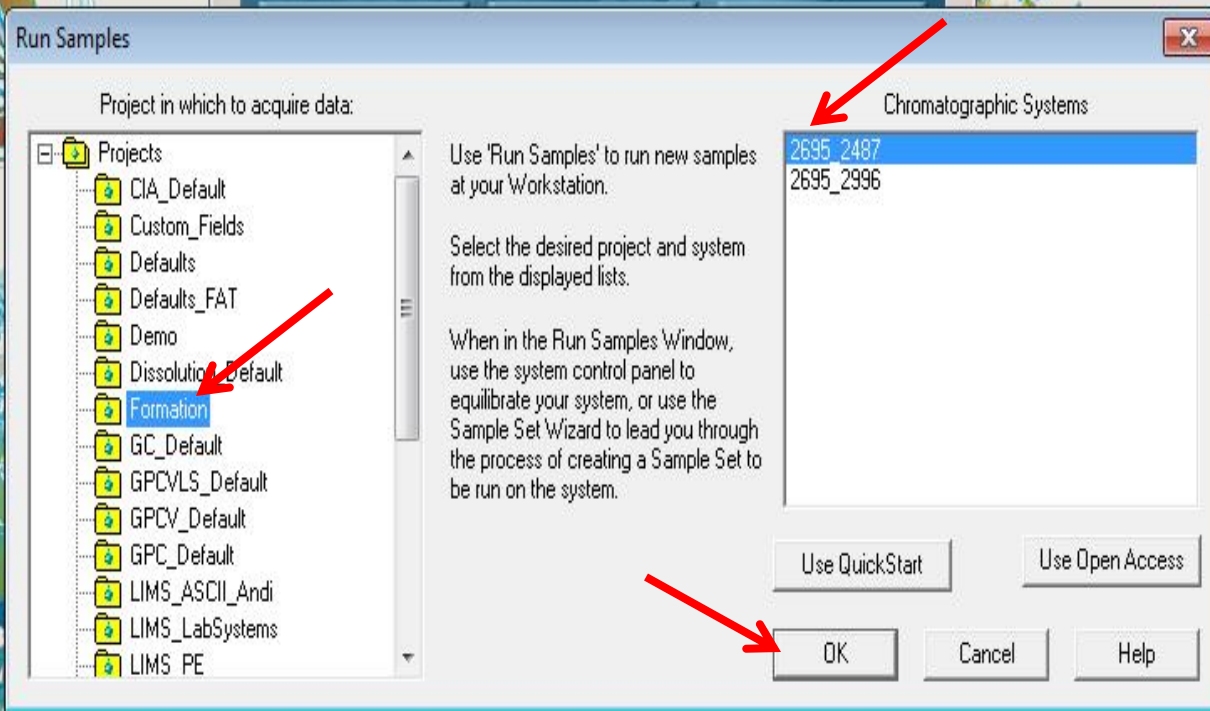 Run Samples
Project in which to acquire data:
Projects
CIA_Default
Custom_Fields
Defaults
Defaults_FAT
Demo
Dissolution_Default
Formation
GC_Default
GPCVLS_Default
GPCV_Default
GPC_Default
LIMS_ASCII_Andi
LIMS_LabSystems
LIMS_PE
Use 'Run Samples' to run new samples
at your Workstation.
Select the desired project and system
from the displayed lists.
When in the Run Samples Window,
use the system control panel to
equilibrate your system, or use the
Sample Set Wizard to lead you through
the process of creating a Sample Set to
be run on the system.
Chromatographic Systems
2695_2487
2695_2996
Use QuickStart
Use Open Access
OK
Cancel
Help